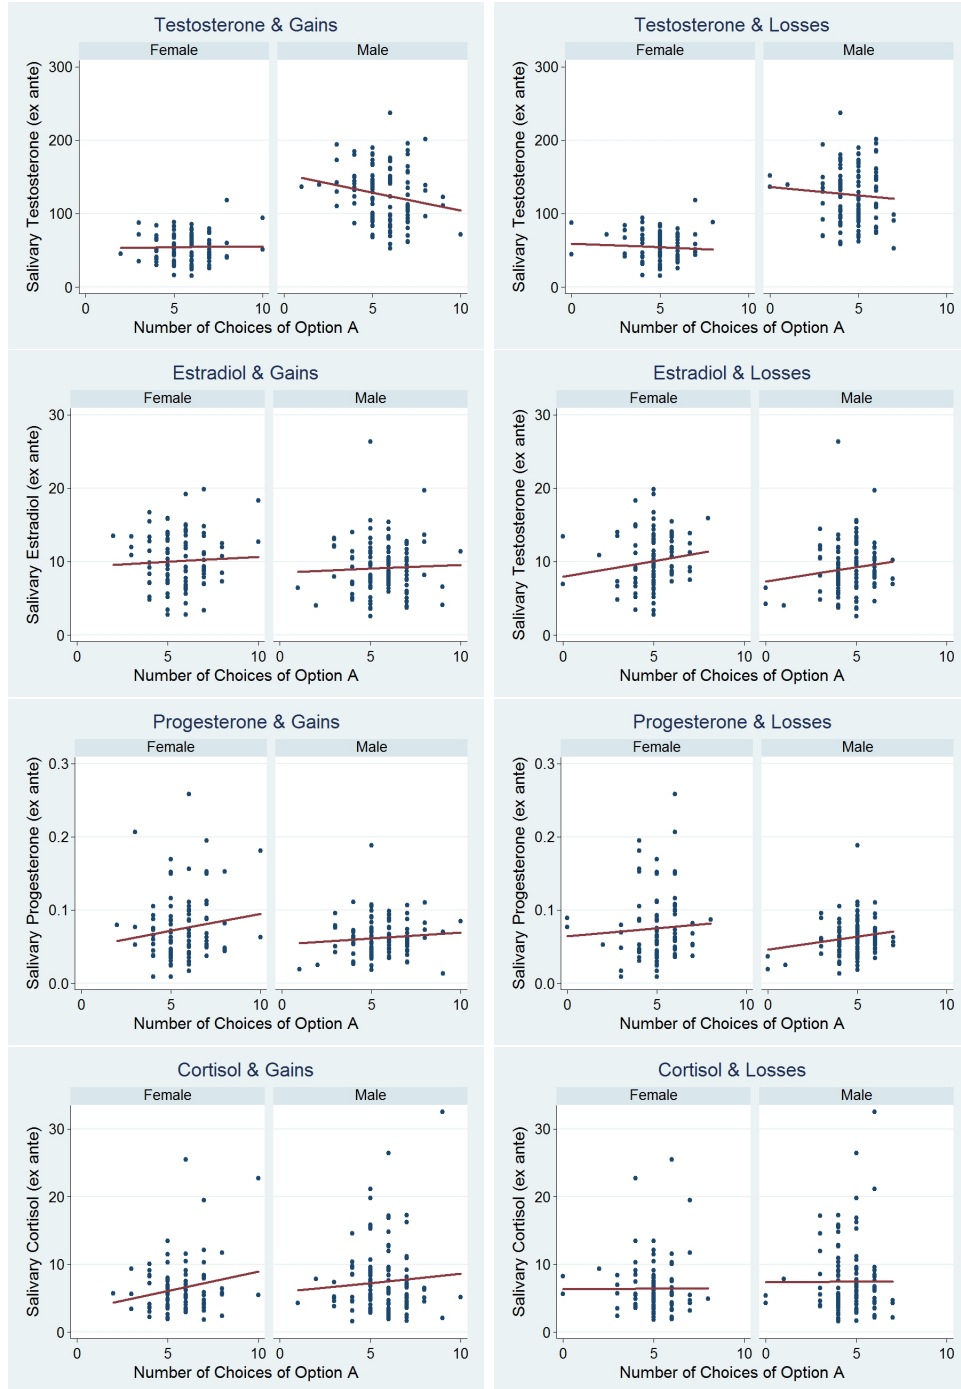 Testosterone & Gains
Female Male
Salivary Testosterone (ex ante)
300
200
100
0
0 5 10 0 5 10
Number of Choices of Option A
Testosterone & Losses
Female Male
Salivary Testosterone (ex ante)
300
200
100
0
0 5 10 0 5 10
Number of Choices of Option A
Estradiol & Gains
Female Male
Salivary Estradiol (ex ante)
30
20
10
0
0 5 10 0 5 10
Number of Choices of Option A
Estradiol & Losses
Female Male
Salivary Testosterone (ex ante)
30
20
10
0
0 5 10 0 5 10
Number of Choices of Option A
Progesterone & Gains
Female Male
Salivary Progesterone (ex ante)
0.3
0.2
0.1
0.0
0 5 10 0 5 10
Number of Choices of Option A
Progesterone & Losses
Female Male
Salivary Progesterone (ex ante)
0.3
0.2
0.1
0.0
0 5 10 0 5 10
Number of Choices of Option A
Cortisol & Gains
Female Male
Salivary Cortisol (ex ante)
30
20
10
0
0 5 10 0 5 10
Number of Choices of Option A
Cortisol & Losses
Female Male
Salivary Cortisol (ex ante)
30
20
10
0
0 5 10 0 5 10
Number of Choices of Option A